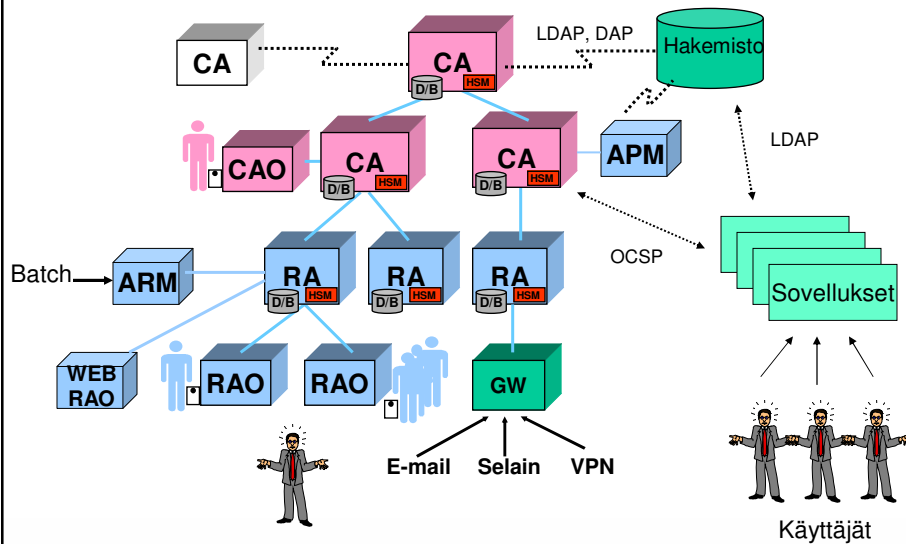 LDAP, DAP
Hakemisto
CA
CA
HSM
D/B
LDAP
CAO
CA
HSM
D/B
CA
HSM
D/B
APM
OCSP
Batch
ARM
RA
HSM
D/B
RA
HSM
D/B
RA
HSM
D/B
Sovellukset
WEB
RAO
RAO
RAO
GW
E-mail
Selain
VPN
Käyttäjät